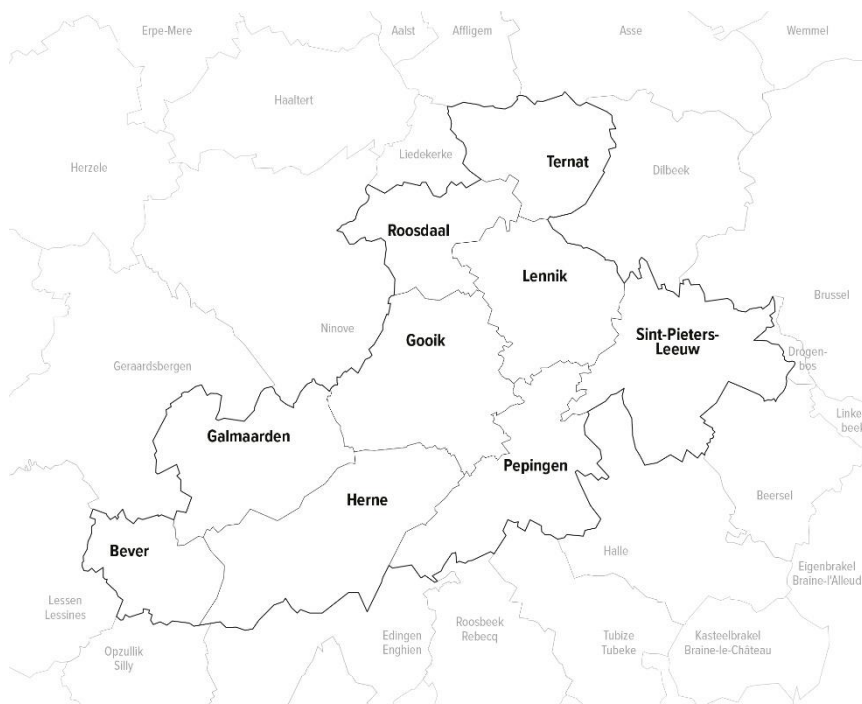 Erpe-Mere
Aalst
Affligem
Asse
Wemmel
Haaltert
Liedekerke
Ternat
Herzele
Dilbeek
Roosdaal
Lennik
Brussel
Ninove
Gooik
Sint-Pieters-
Leeuw
Drogen-
bos
Geraardsbergen
Linke
beek
Galmaarden
Pepingen
Herne
Beersel
Bever
Halle
Eigenbrakel
Braine-l'Alleud
Lessen
Lessines
Opzullik
Silly
Edingen
Enghien
Roosbeek
Rebecq
Tubize
Tubeke
Kasteelbrakel
Braine-le-Château